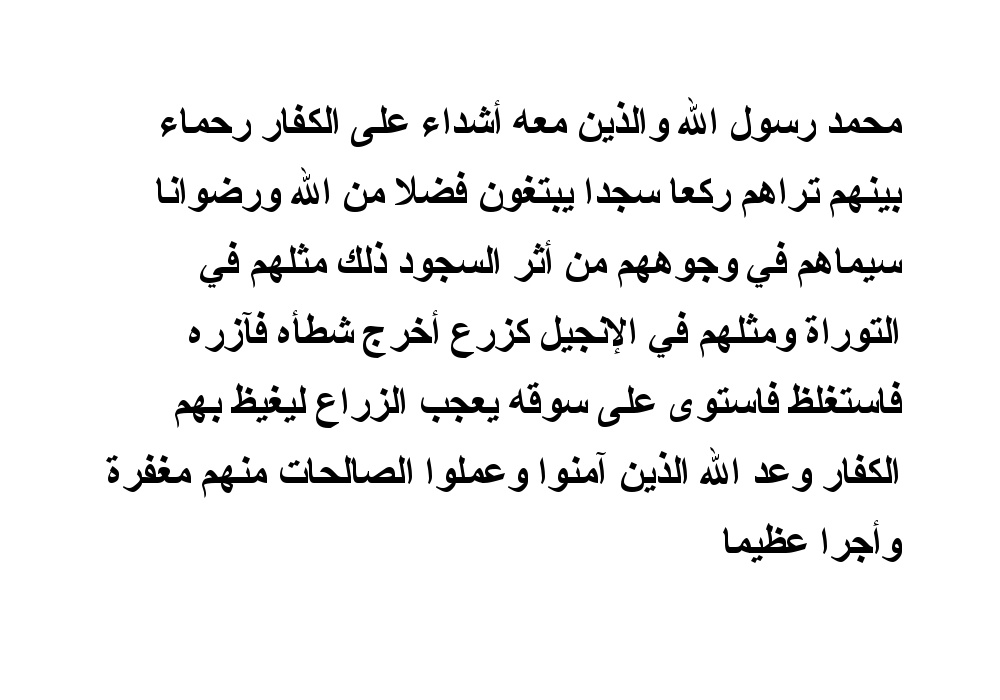 محمد رسول الله والذين معه أشداء على الكفار رحماء
بينهم تراهم ركعا سجدا يبتغون فضلا من الله ورضوانا
سيماهم في وجوههم من أثر السجود ذلك مثلهم في
التوراة ومثلهم في الإنجيل كزرع أخرج شطأه فآزره
فاستغلظ فاستوى على سوقه يعجب الزراع ليغيظ بهم
الكفار وعد الله الذين آمنوا وعملوا الصالحات منهم مغفرة
وأجرا عظيما